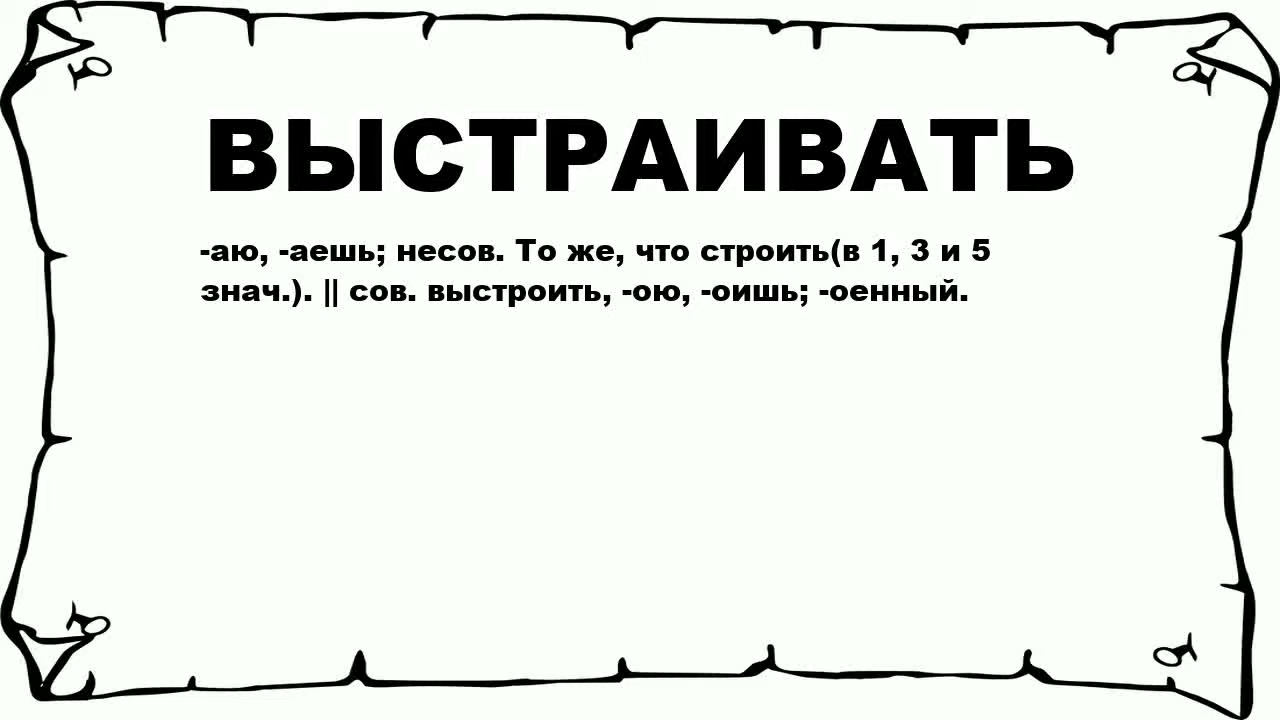 ВЫСТРАИВАТЬ
-аю, -аешь; несов. То же, что строить(в 1, 3 и 5
знач.). || сов. выстроить, -ою, -оишь; -оенный.